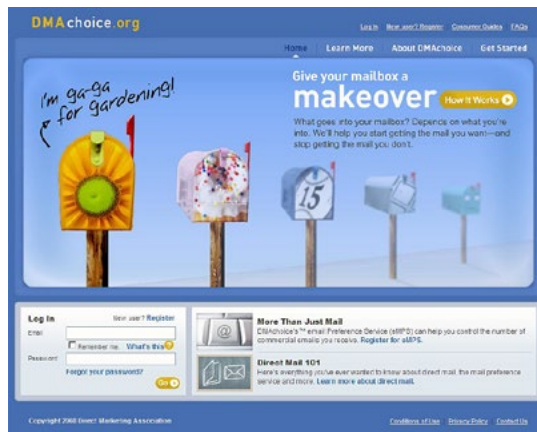 DMAchoice.org
Log In New user? Register Consumer Guides FAQs
Home Learn More About DMAchoice Get Started
I'm ga-ga
for gardening!
Give your mailbox a
makeover How It Works
What goes into your mailbox? Depends on what you're
into. We'll help you start getting the mail you want—and
stop getting the mail you don't.
15
Log In New user? Register
Email
Remember me. What's this?
Password
Forgot your password?
Go
More Than Just Mail
DMAchoice's™ email Preference Service (eMPS) can help you control the number of
commercial emails you receive. Register for eMPS.
Direct Mail 101
Here's everything you've ever wanted to know about direct mail, the mail preference
service and more. Learn more about direct mail.
Copyright 2008 Direct Marketing Association
Conditions of Use Privacy Policy Contact Us